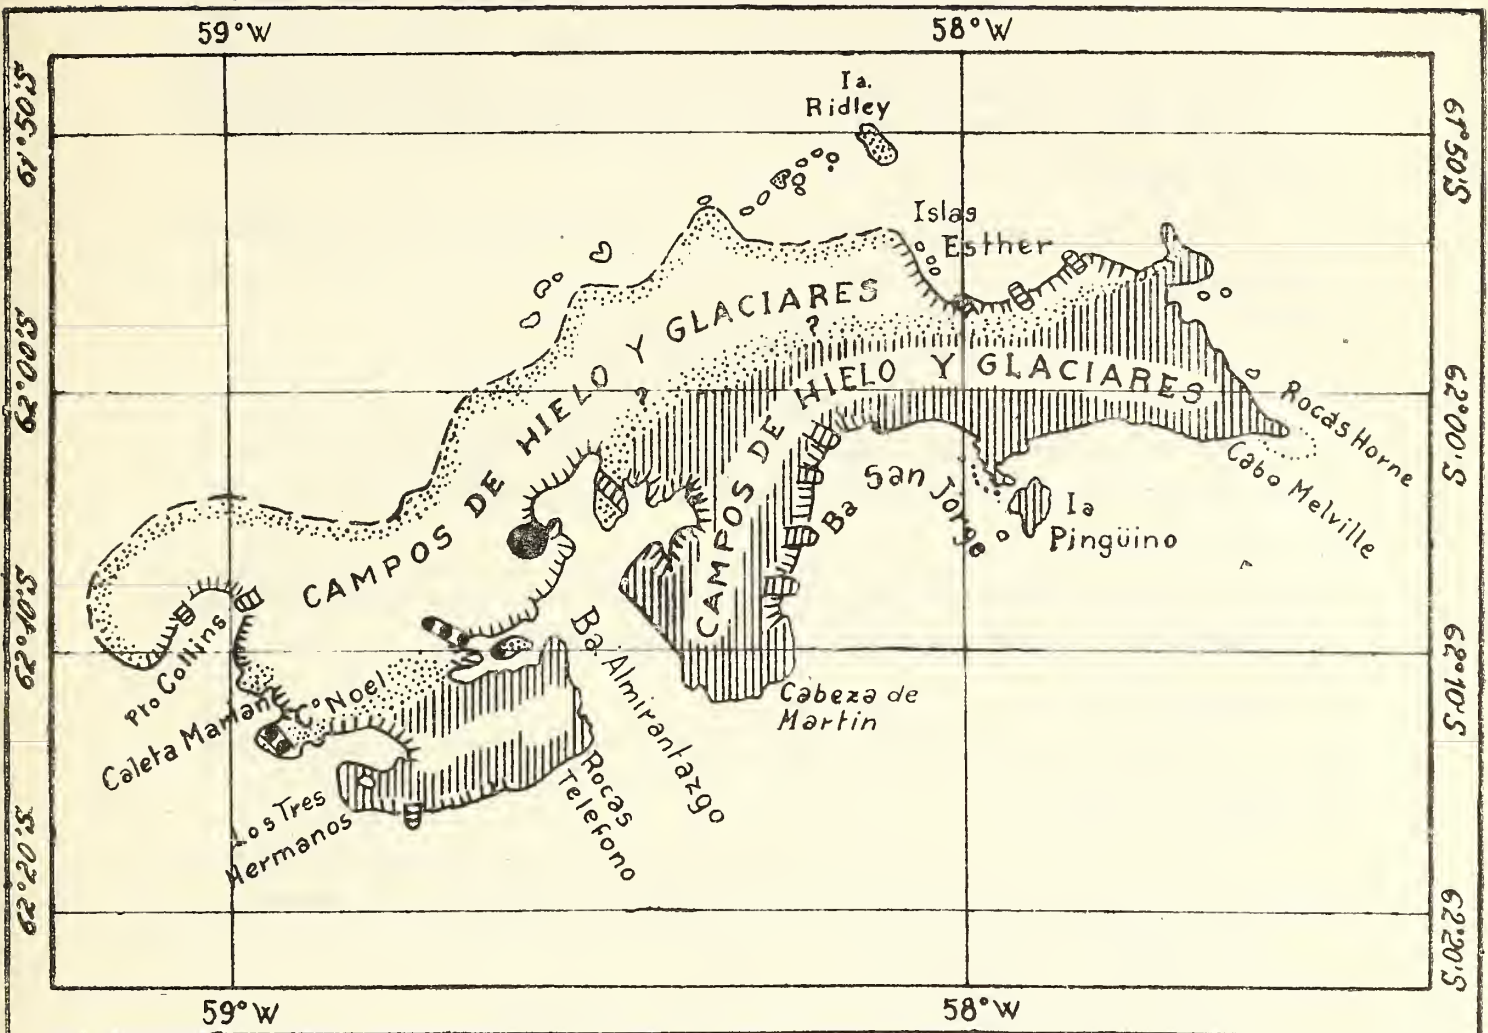 59°W
58°W
61°50'S
61°50'S
Ia.
Ridley
Islas
Esther
CAMPOS DE HIELO Y GLACIARES
?
?
62°00'S
62°00'S
CAMPOS DE HIELO Y GLACIARES
Rocas Horne
Cabo Melville
Ba San Jorge
Ia
Pingüino
62°10'S
62°10'S
Pto Collins
Caleta Marian
C° Noel
Ba. Almirantazgo
Cabeza de
Martin
Los Tres
Hermanos
Rocas
Telefono
62°20'S
62°20'S
59°W
58°W